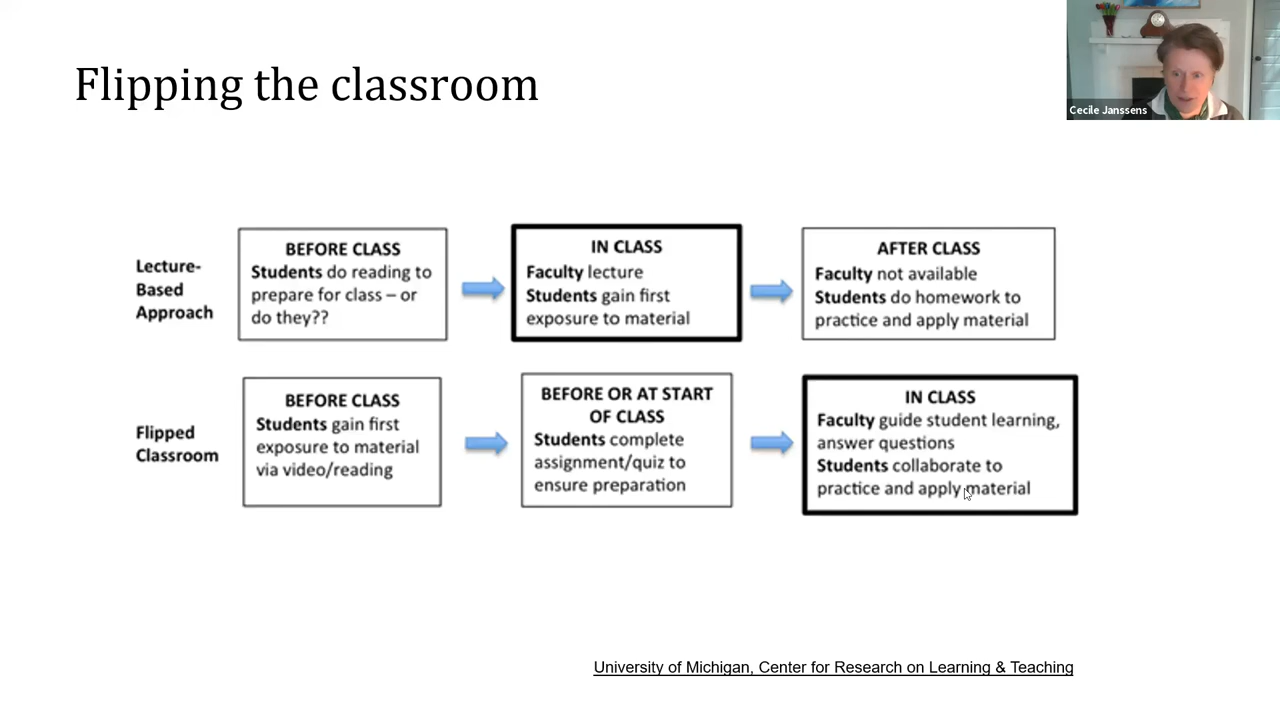 Flipping the classroom
Cecile Janssens
Lecture-
Based
Approach
BEFORE CLASS
Students do reading to
prepare for class – or
do they??
IN CLASS
Faculty lecture
Students gain first
exposure to material
AFTER CLASS
Faculty not available
Students do homework to
practice and apply material
Flipped
Classroom
BEFORE CLASS
Students gain first
exposure to material
via video/reading
BEFORE OR AT START
OF CLASS
Students complete
assignment/quiz to
ensure preparation
IN CLASS
Faculty guide student learning,
answer questions
Students collaborate to
practice and apply material
University of Michigan, Center for Research on Learning & Teaching